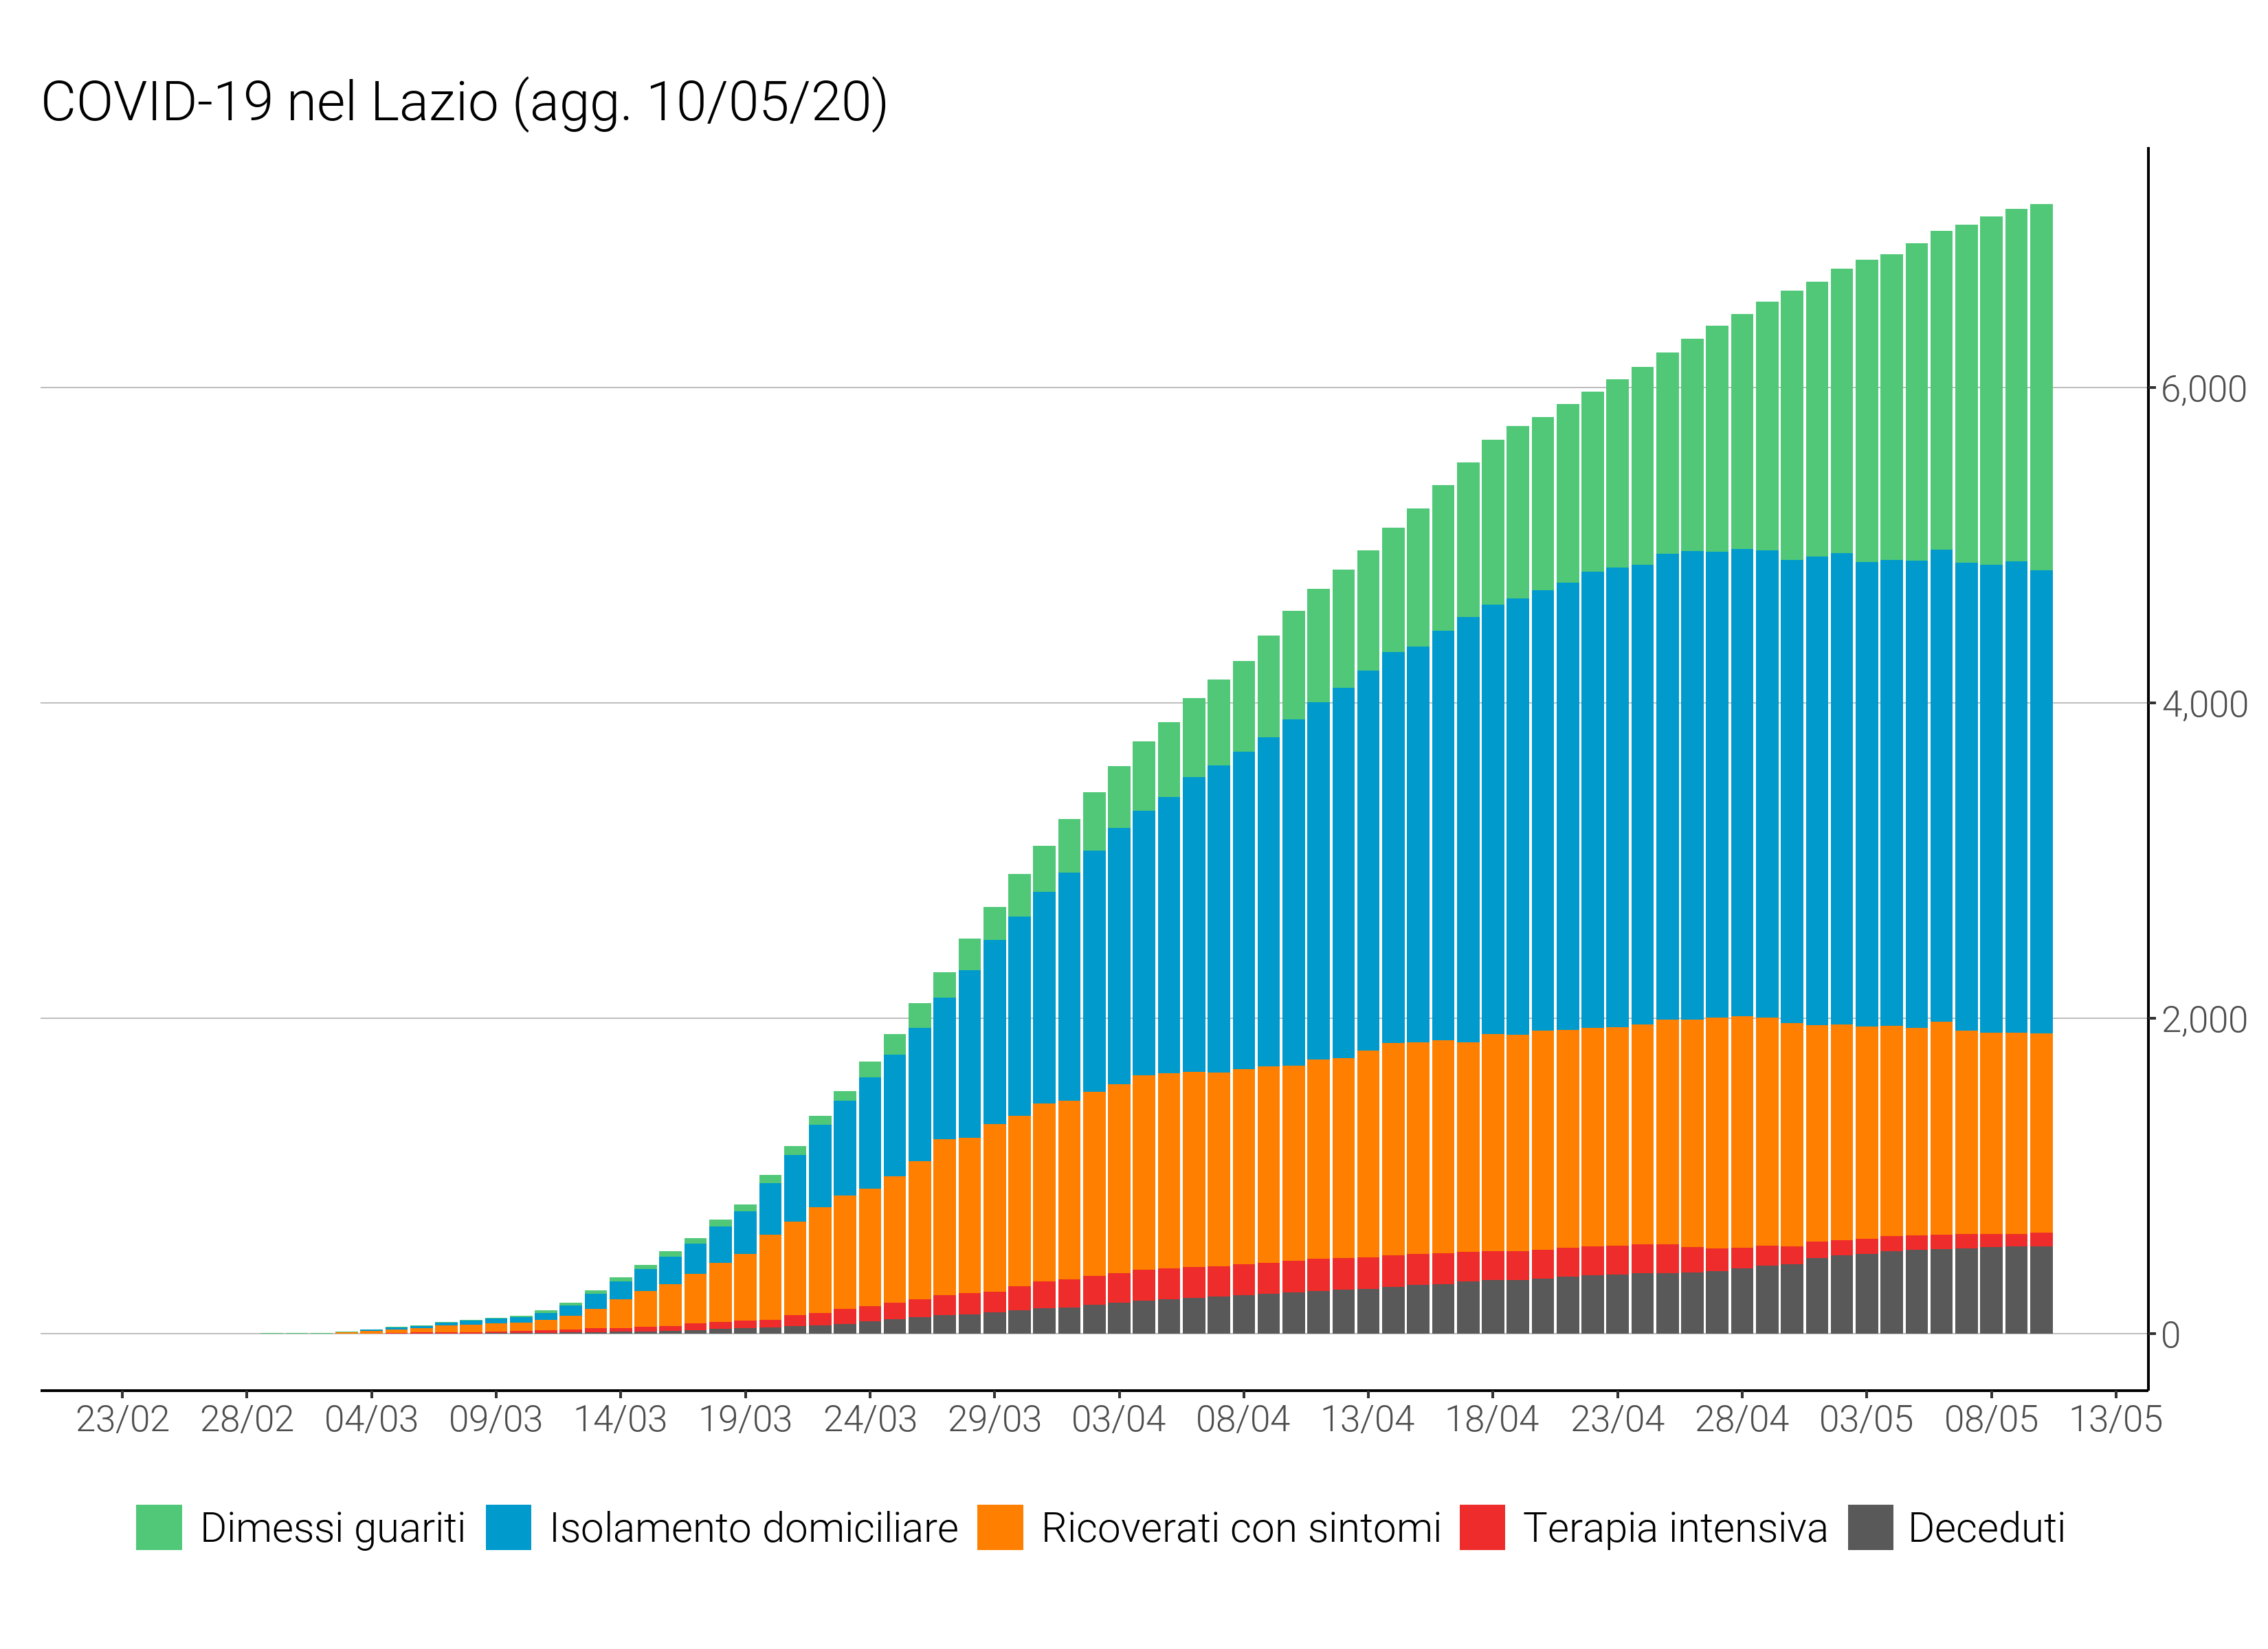 COVID-19 nel Lazio (agg. 10/05/20)
6,000
4,000
2,000
0
23/02 28/02 04/03 09/03 14/03 19/03 24/03 29/03 03/04 08/04 13/04 18/04 23/04 28/04 03/05 08/05 13/05
Dimessi guariti Isolamento domiciliare Ricoverati con sintomi Terapia intensiva Deceduti